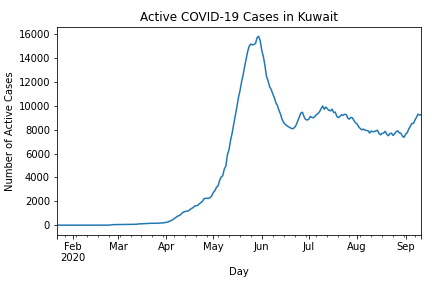 Active COVID-19 Cases in Kuwait
Number of Active Cases
16000
14000
12000
10000
8000
6000
4000
2000
0
Feb Mar Apr May Jun Jul Aug Sep
2020
Day